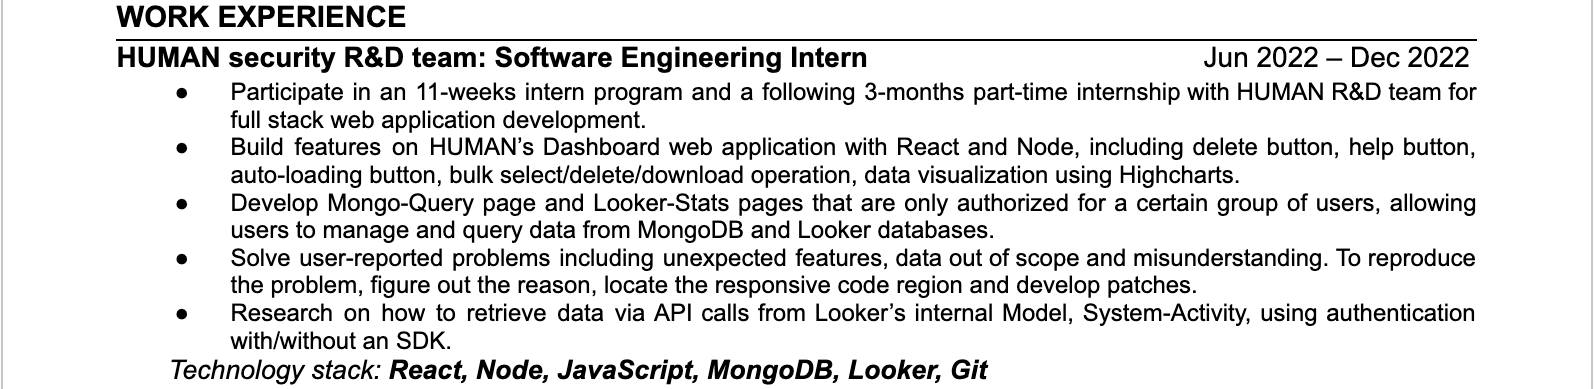 WORK EXPERIENCE
HUMAN security R&D team: Software Engineering Intern Jun 2022 – Dec 2022
● Participate in an 11-weeks intern program and a following 3-months part-time internship with HUMAN R&D team for
full stack web application development.
● Build features on HUMAN’s Dashboard web application with React and Node, including delete button, help button,
auto-loading button, bulk select/delete/download operation, data visualization using Highcharts.
● Develop Mongo-Query page and Looker-Stats pages that are only authorized for a certain group of users, allowing
users to manage and query data from MongoDB and Looker databases.
● Solve user-reported problems including unexpected features, data out of scope and misunderstanding. To reproduce
the problem, figure out the reason, locate the responsive code region and develop patches.
● Research on how to retrieve data via API calls from Looker’s internal Model, System-Activity, using authentication
with/without an SDK.
Technology stack: React, Node, JavaScript, MongoDB, Looker, Git